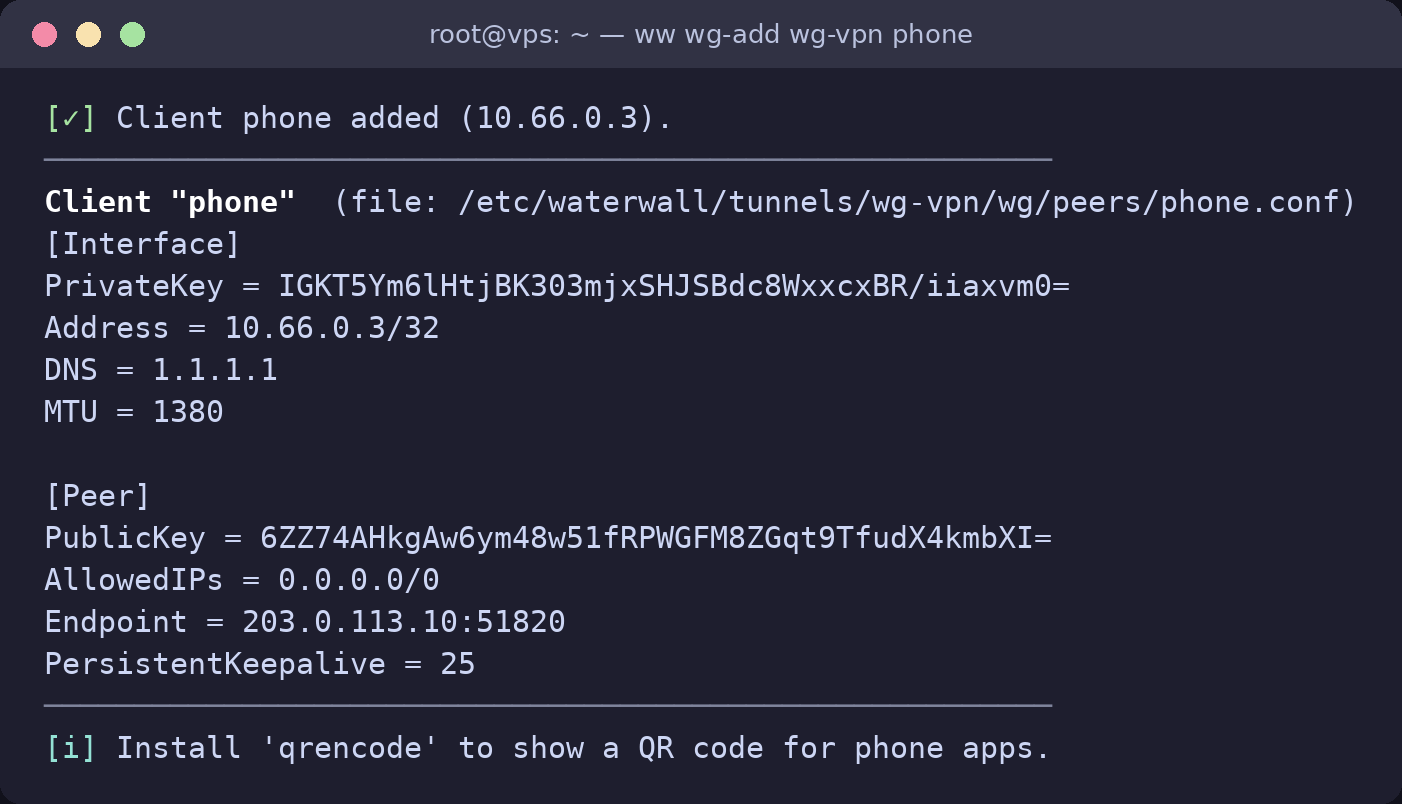 root@vps: ~ — ww wg-add wg-vpn phone
[✓] Client phone added (10.66.0.3).
Client "phone"  (file: /etc/waterwall/tunnels/wg-vpn/wg/peers/phone.conf)
[Interface]
PrivateKey = IGKT5Ym6lHtjBK303mjxSHJSBdc8WxxcxBR/iiaxvm0=
Address = 10.66.0.3/32
DNS = 1.1.1.1
MTU = 1380
[Peer]
PublicKey = 6ZZ74AHkgAw6ym48w51fRPWGFM8ZGqt9TfudX4kmbXI=
AllowedIPs = 0.0.0.0/0
Endpoint = 203.0.113.10:51820
PersistentKeepalive = 25
[i] Install 'qrencode' to show a QR code for phone apps.